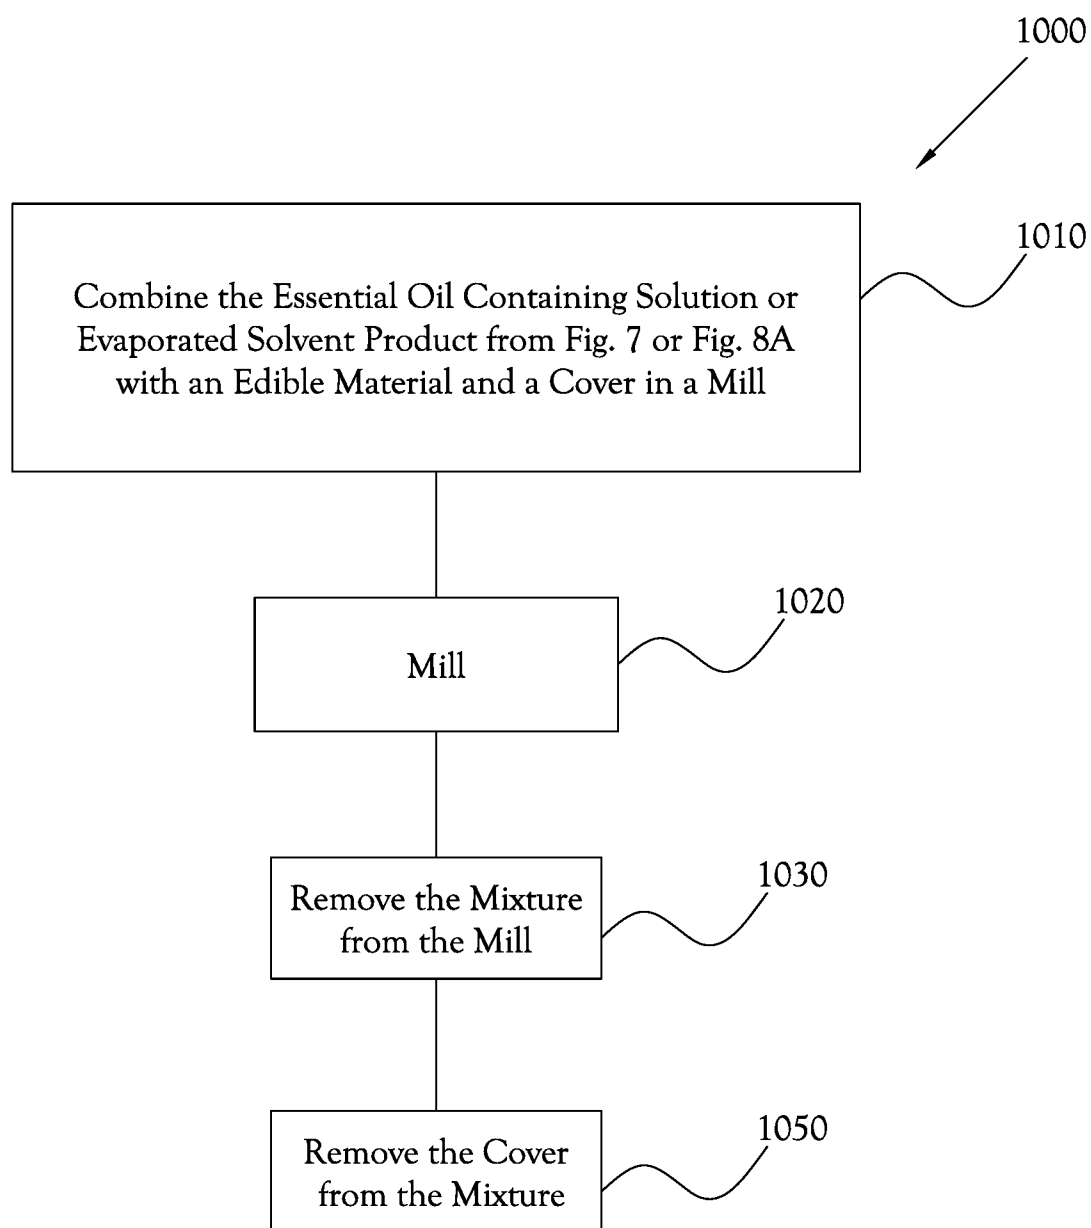 1000
1010
Combine the Essential Oil Containing Solution or
Evaporated Solvent Product from Fig. 7 or Fig. 8A
with an Edible Material and a Cover in a Mill
1020
Mill
1030
Remove the Mixture
from the Mill
1050
Remove the Cover
from the Mixture